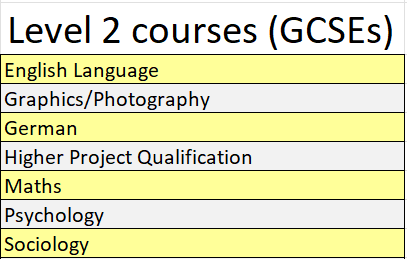 Level 2 courses (GCSEs)
English Language
Graphics/Photography
German
Higher Project Qualification
Maths
Psychology
Sociology